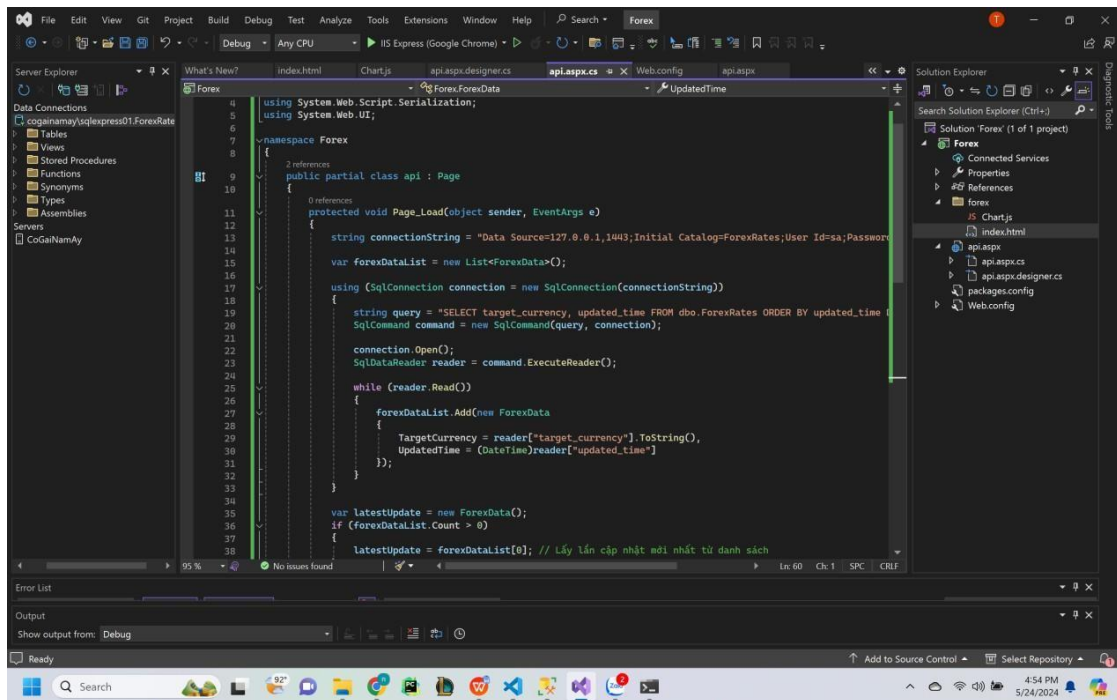 File Edit View Git Project Build Debug Test Analyze Tools Extensions Window Help Search Forex T
Debug Any CPU IIS Express (Google Chrome)
Server Explorer
Data Connections
cogainamay\sqlexpress01.ForexRate
Tables
Views
Stored Procedures
Functions
Synonyms
Types
Assemblies
Servers
CoGaiNamAy
What's New? index.html Chart.js api.aspx.designer.cs api.aspx.cs Web.config api.aspx
Forex Forex.ForexData UpdatedTime
4 using System.Web.Script.Serialization;
5 using System.Web.UI;
6
7 namespace Forex
8 {
2 references
9 public partial class api : Page
10 {
0 references
11 protected void Page_Load(object sender, EventArgs e)
12 {
13 string connectionString = "Data Source=127.0.0.1,1443;Initial Catalog=ForexRates;User Id=sa;Password
14
15 var forexDataList = new List<ForexData>();
16
17 using (SqlConnection connection = new SqlConnection(connectionString))
18 {
19 string query = "SELECT target_currency, updated_time FROM dbo.ForexRates ORDER BY updated_time D
20 SqlCommand command = new SqlCommand(query, connection);
21
22 connection.Open();
23 SqlDataReader reader = command.ExecuteReader();
24
25 while (reader.Read())
26 {
27 forexDataList.Add(new ForexData
28 {
29 TargetCurrency = reader["target_currency"].ToString(),
30 UpdatedTime = (DateTime)reader["updated_time"]
31 });
32 }
33 }
34
35 var latestUpdate = new ForexData();
36 if (forexDataList.Count > 0)
37 {
38 latestUpdate = forexDataList[0]; // Lấy lần cập nhật mới nhất từ danh sách
95 % No issues found Ln: 60 Ch: 1 SPC CRLF
Solution Explorer
Search Solution Explorer (Ctrl+;)
Solution 'Forex' (1 of 1 project)
Forex
Connected Services
Properties
References
forex
JS Chart.js
index.html
api.aspx
api.aspx.cs
api.aspx.designer.cs
packages.config
Web.config
Diagnostic Tools
Error List
Output
Show output from: Debug
Ready Add to Source Control Select Repository
Search 92° 4:54 PM
5/24/2024